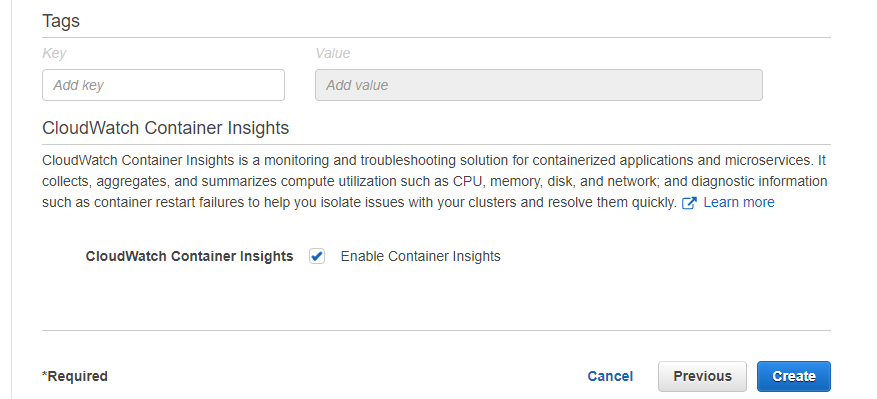 Tags
Key Value
Add key Add value
CloudWatch Container Insights
CloudWatch Container Insights is a monitoring and troubleshooting solution for containerized applications and microservices. It
collects, aggregates, and summarizes compute utilization such as CPU, memory, disk, and network; and diagnostic information
such as container restart failures to help you isolate issues with your clusters and resolve them quickly. Learn more
CloudWatch Container Insights Enable Container Insights
*Required Cancel Previous Create